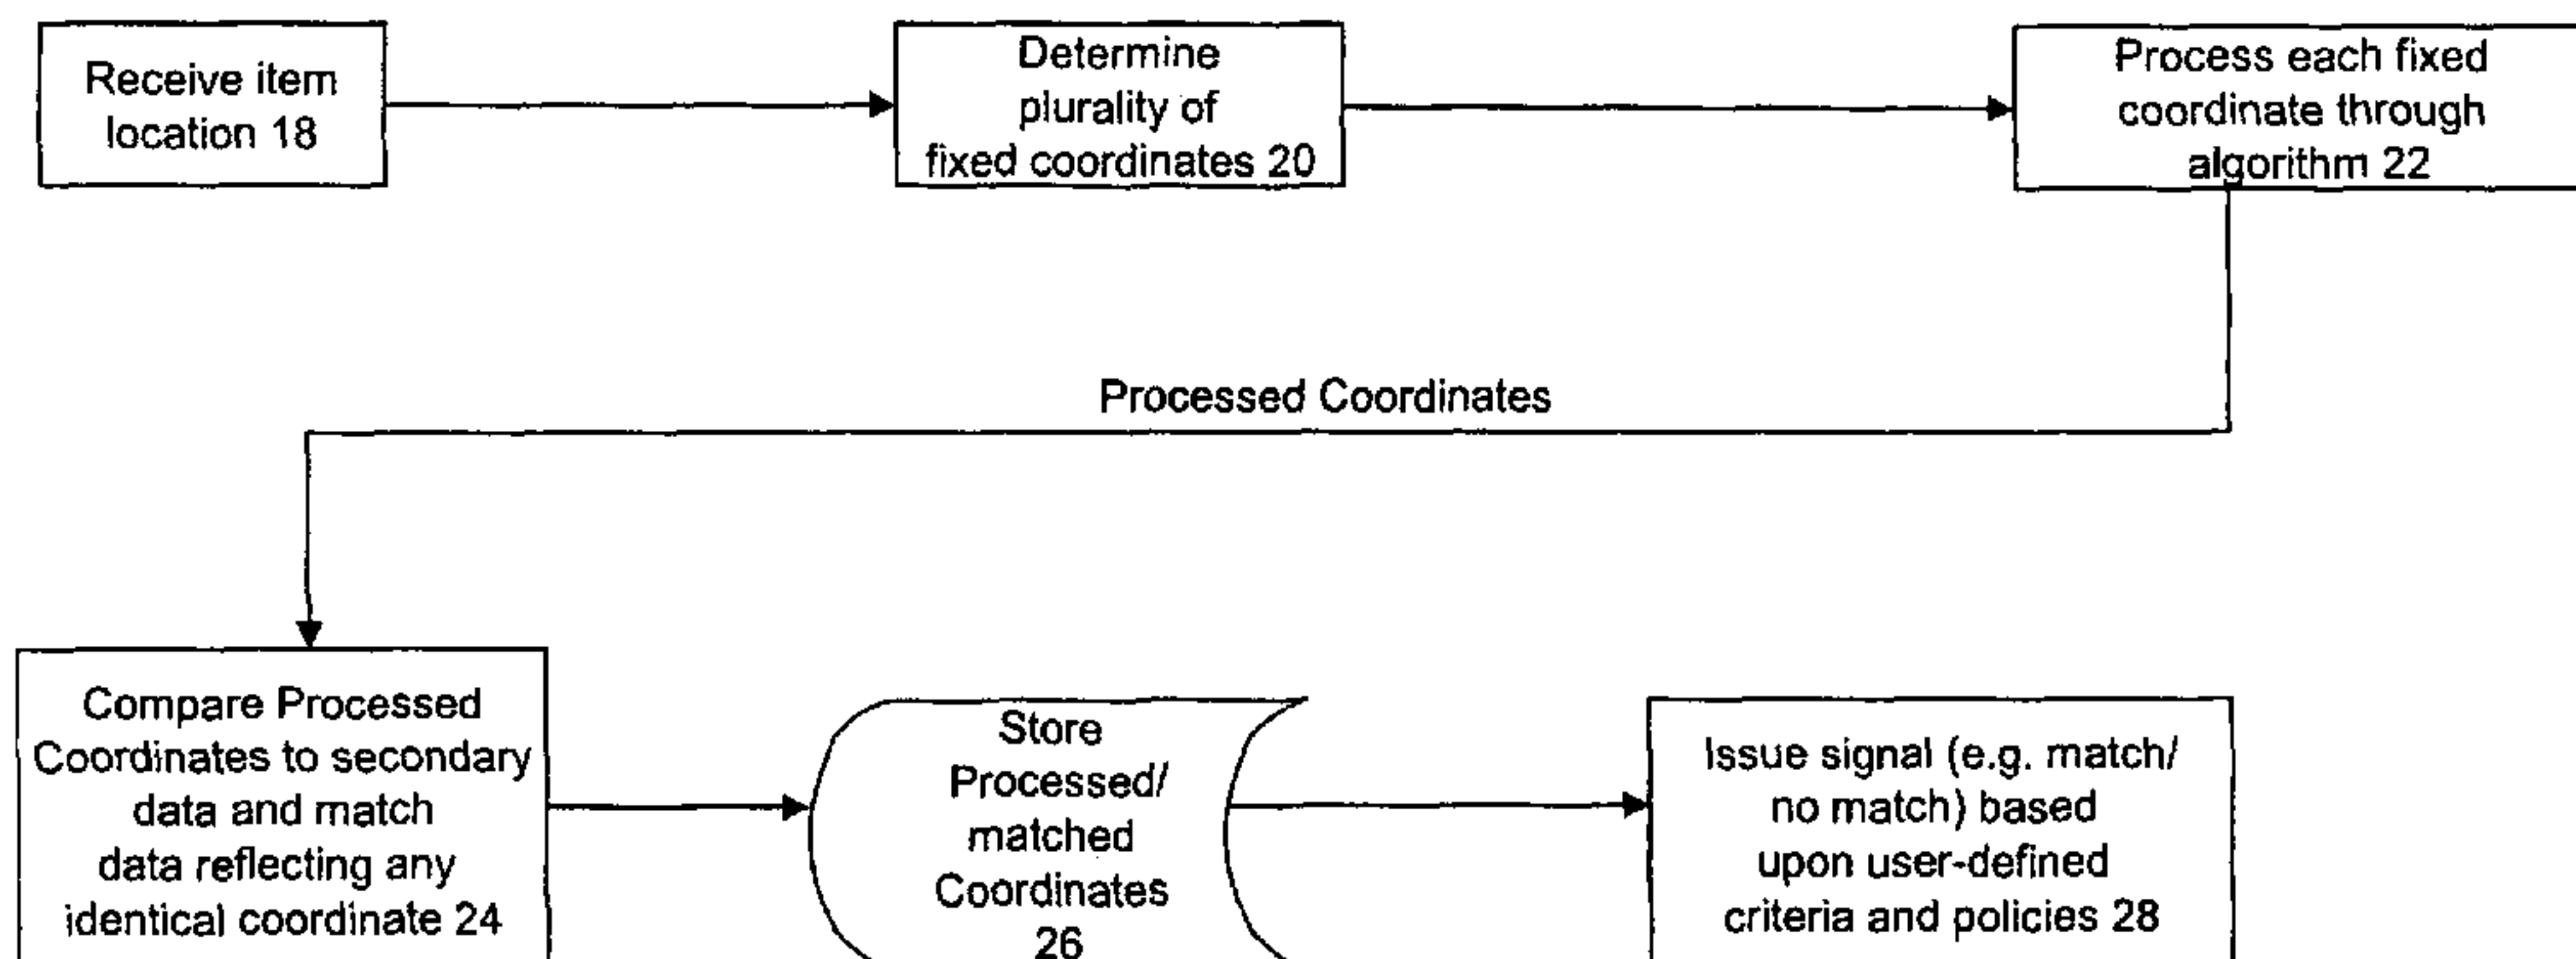 Receive item
location 18
Determine
plurality of
fixed coordinates 20
Process each fixed
coordinate through
algorithm 22
Processed Coordinates
Compare Processed
Coordinates to secondary
data and match
data reflecting any
identical coordinate 24
Store
Processed/
matched
Coordinates
26
Issue signal (e.g. match/
no match) based
upon user-defined
criteria and policies 28